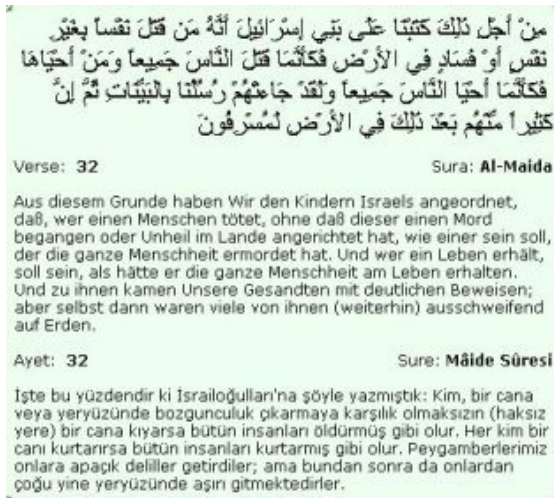 مِنْ أَجْلِ ذَلِكَ كَتَبْنَا عَلَى بَنِي إِسْرَائِيلَ أَنَّهُ مَن قَتَلَ نَفْساً بِغَيْرِ
نَفْسٍ أَوْ فَسَادٍ فِي الأَرْضِ فَكَأَنَّمَا قَتَلَ النَّاسَ جَمِيعاً وَمَنْ أَحْيَاهَا
فَكَأَنَّمَا أَحْيَا النَّاسَ جَمِيعاً وَلَقَدْ جَاءتْهُمْ رُسُلُنَا بِالبَيِّنَاتِ ثُمَّ إِنَّ
كَثِيراً مِّنْهُم بَعْدَ ذَلِكَ فِي الأَرْضِ لَمُسْرِفُونَ
Verse: 32 Sura: Al-Maida
Aus diesem Grunde haben Wir den Kindern Israels angeordnet,
daß, wer einen Menschen tötet, ohne daß dieser einen Mord
begangen oder Unheil im Lande angerichtet hat, wie einer sein soll,
der die ganze Menschheit ermordet hat. Und wer ein Leben erhält,
soll sein, als hätte er die ganze Menschheit am Leben erhalten.
Und zu ihnen kamen Unsere Gesandten mit deutlichen Beweisen;
aber selbst dann waren viele von ihnen (weiterhin) ausschweifend
auf Erden.
Ayet: 32 Sure: Mâide Sûresi
İşte bu yüzdendir ki İsrailoğulları'na şöyle yazmıştık: Kim, bir cana
veya yeryüzünde bozgunculuk çıkarmaya karşılık olmaksızın (haksız
yere) bir cana kıyarsa bütün insanları öldürmüş gibi olur. Her kim bir
canı kurtarırsa bütün insanları kurtarmış gibi olur. Peygamberlerimiz
onlara apaçık deliller getirdiler; ama bundan sonra da onlardan
çoğu yine yeryüzünde aşırı gitmektedirler.